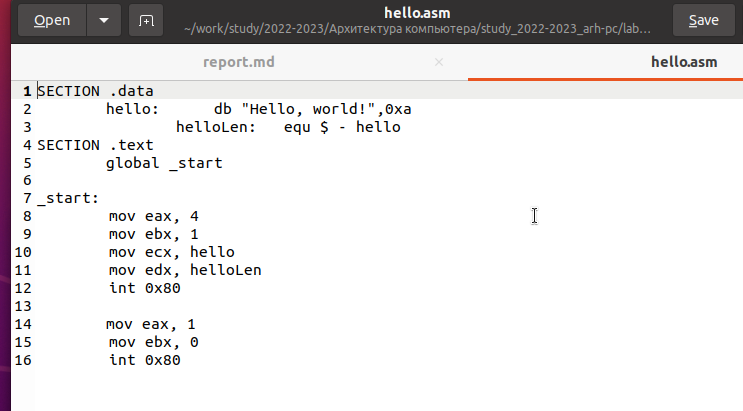 hello.asm
Open
~/work/study/2022-2023/Архитектура компьютера/study_2022-2023_arh-pc/lab...
Save
report.md × hello.asm
1 SECTION .data
2 hello: db "Hello, world!",0xa
3 helloLen: equ $ - hello
4 SECTION .text
5 global _start
6
7 _start:
8 mov eax, 4
9 mov ebx, 1
10 mov ecx, hello
11 mov edx, helloLen
12 int 0x80
13
14 mov eax, 1
15 mov ebx, 0
16 int 0x80